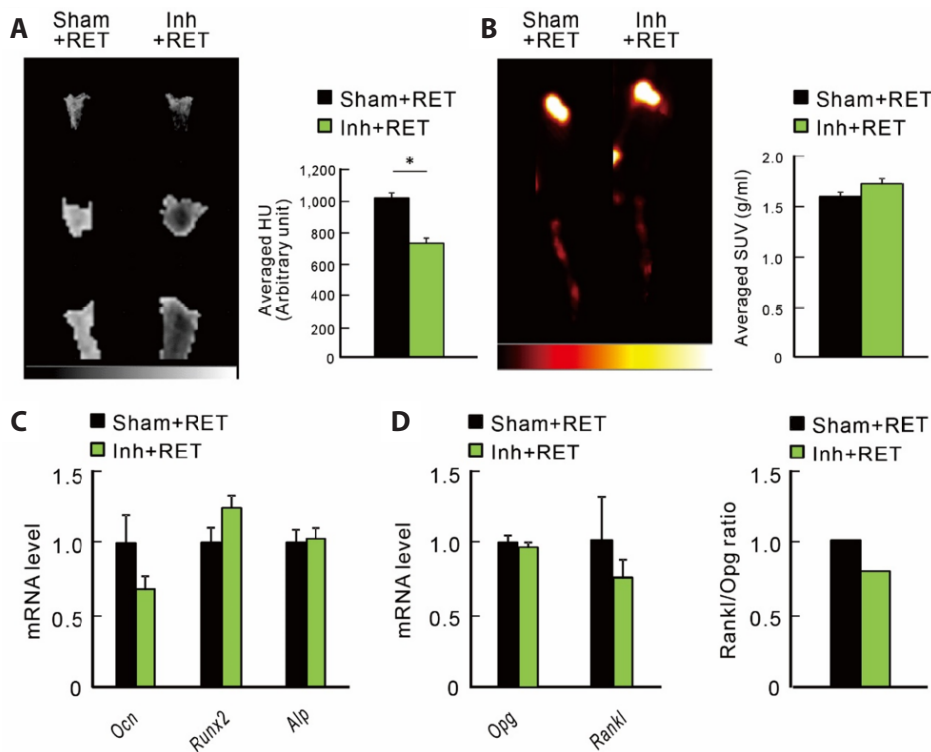 A
Sham
+RET
Inh
+RET
Sham+RET
Inh+RET
*
Averaged HU
(Arbitrary unit)
1,200
1,000
800
600
400
200
0
B
Sham
+RET
Inh
+RET
Sham+RET
Inh+RET
Averaged SUV (g/ml)
2.0
1.5
1.0
0.5
0
C
Sham+RET
Inh+RET
mRNA level
1.5
1.0
0.5
0
Ocn
Runx2
Alp
D
Sham+RET
Inh+RET
mRNA level
1.5
1.0
0.5
0
Opg
Rankl
Sham+RET
Inh+RET
Rankl/Opg ratio
1.5
1.0
0.5
0